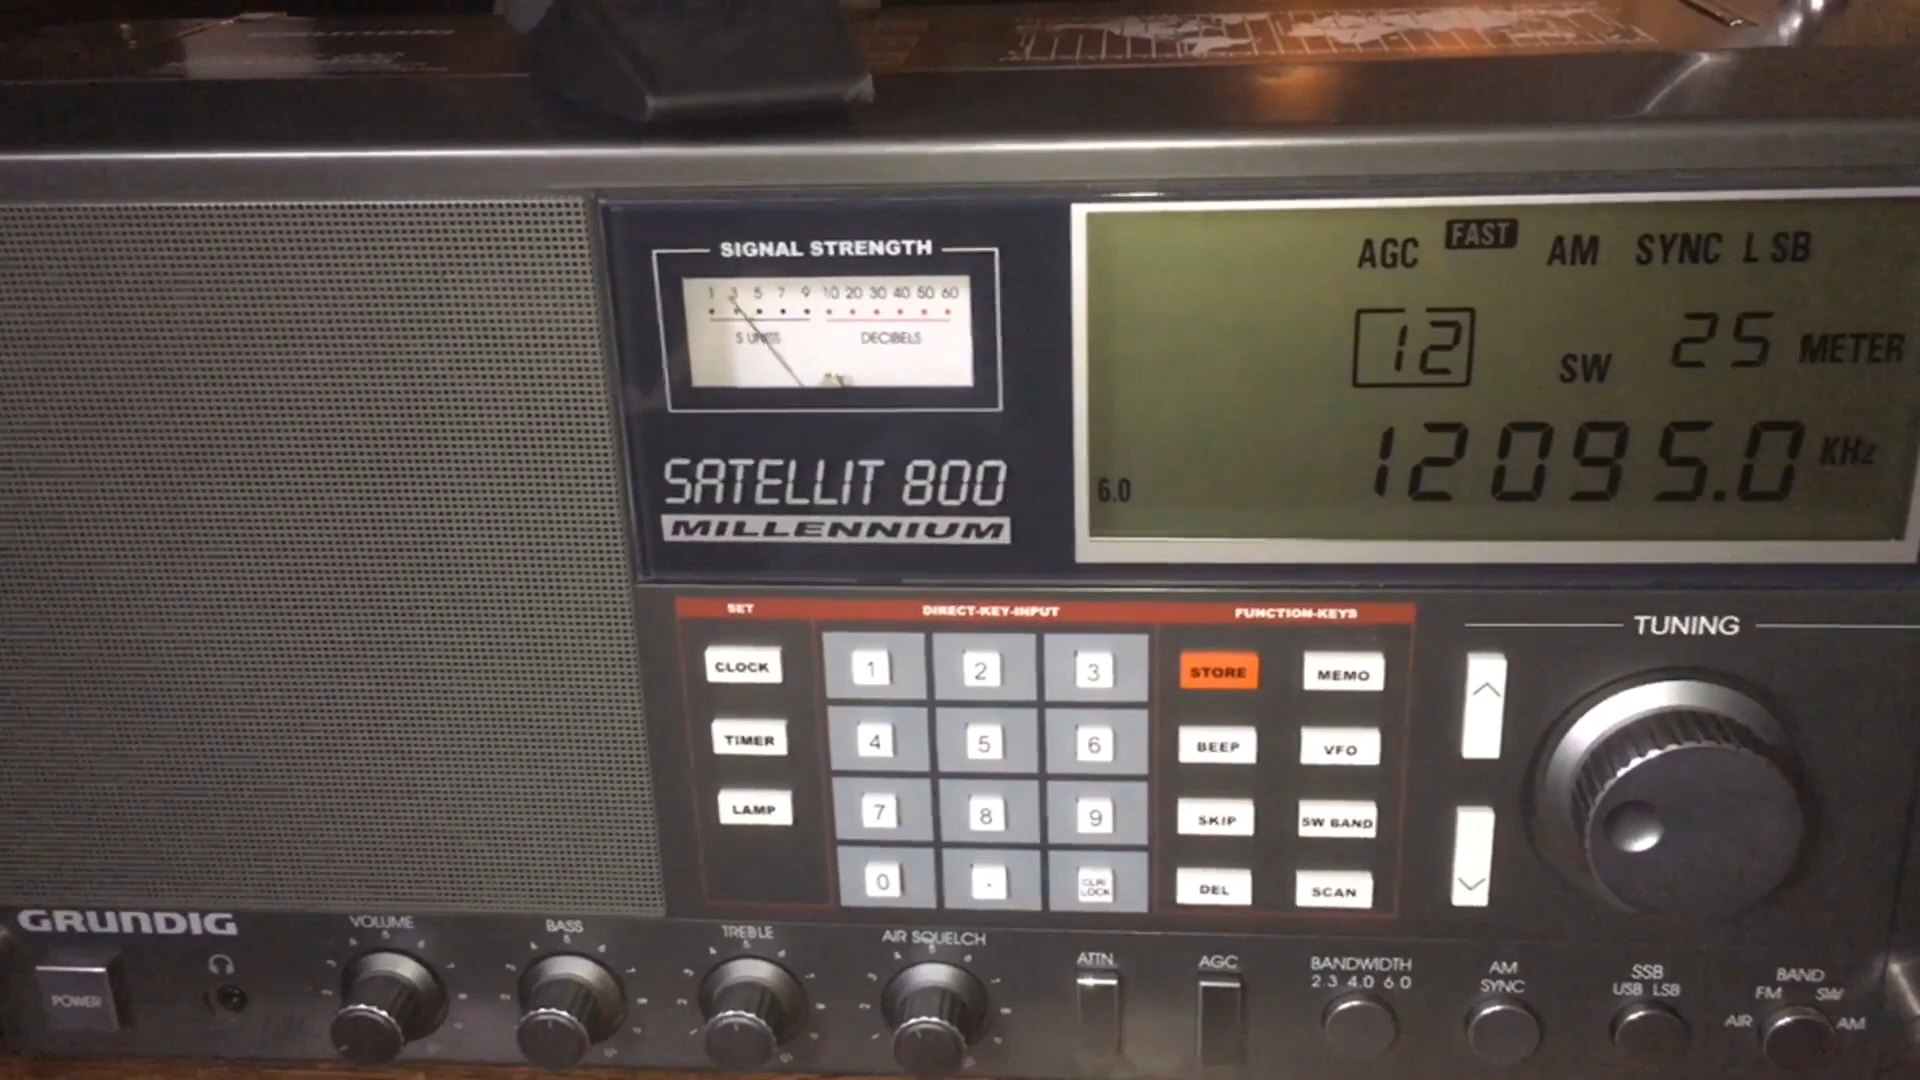 SIGNAL STRENGTH
1 3 5 7 9 10 20 30 40 50 60
S UNITS DECIBELS
SATELLIT 800
MILLENNIUM
AGC FAST AM SYNC LSB
12 SW 25 METER
6.0 12095.0 KHz
SET DIRECT-KEY-INPUT FUNCTION-KEYS
TUNING
CLOCK 1 2 3 STORE MEMO
TIMER 4 5 6 BEEP VFO
LAMP 7 8 9 SKIP SW BAND
0 . CLR/LOCK DEL SCAN
GRUNDIG
POWER
VOLUME
BASS
TREBLE
AIR SQUELCH
ATTN
AGC
BANDWIDTH
2.3 4.0 6.0
AM
SYNC
SSB
USB LSB
BAND
FM SW
AIR AM